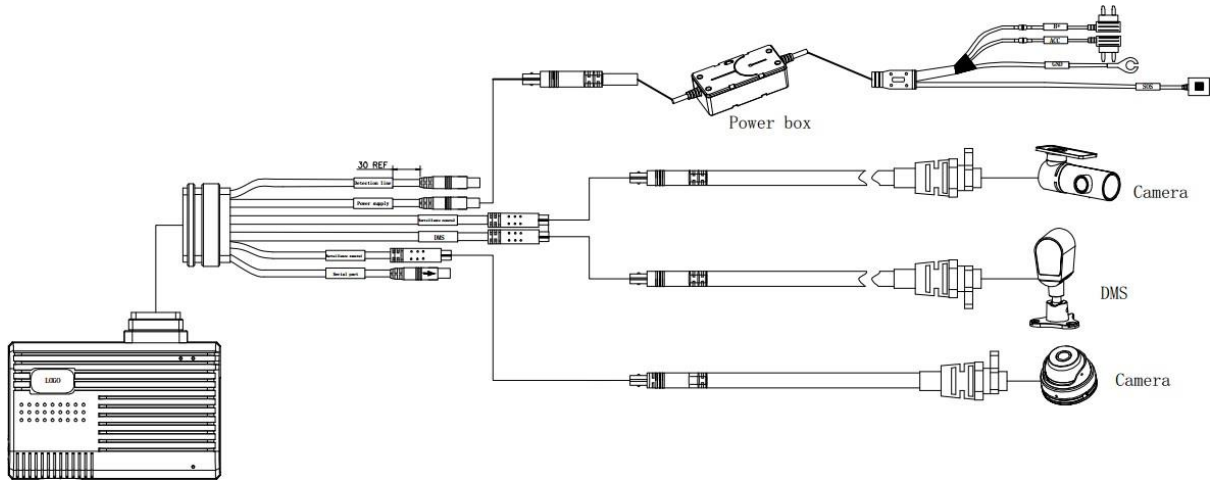 B+
ACC
GND
SOS
Power box
30 REF
Detection line
Power supply
Camera
DMS
Serial port
DMS
LOGO
Camera